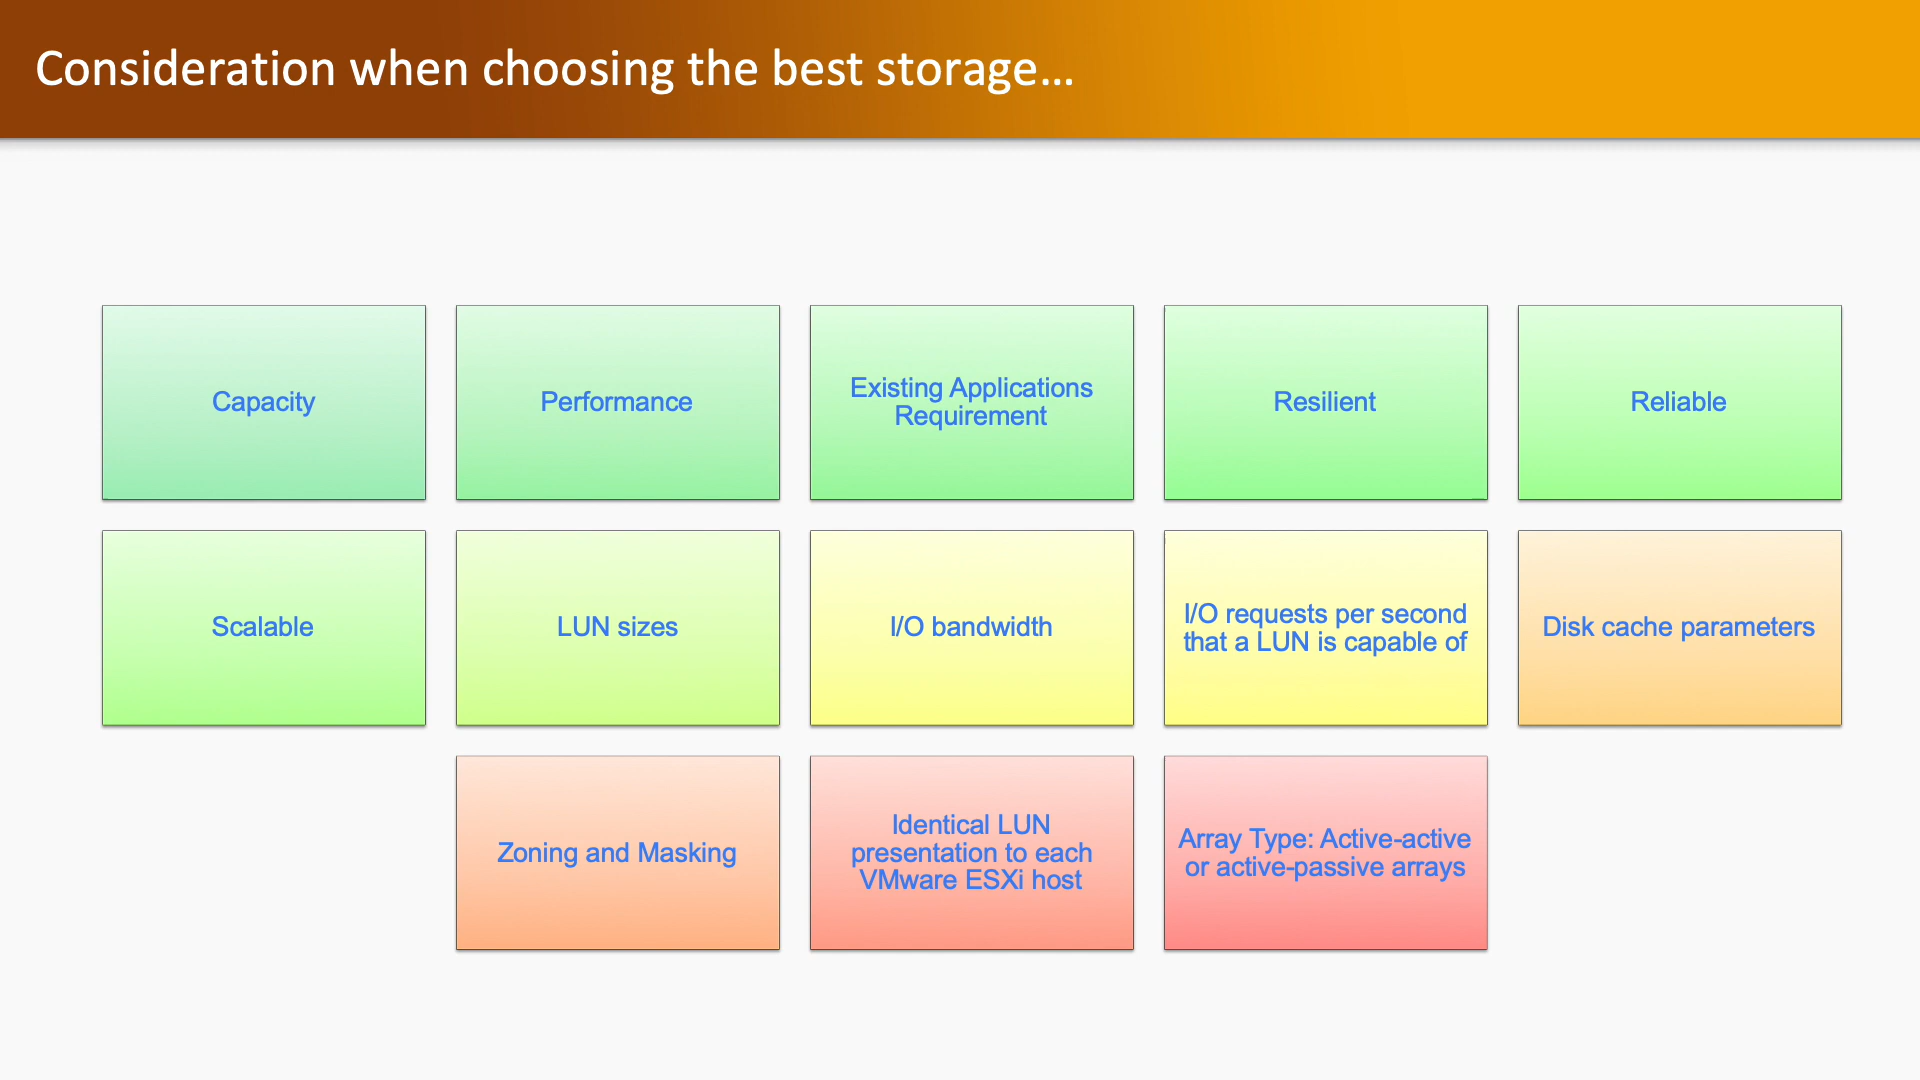 Consideration when choosing the best storage...
Capacity
Performance
Existing Applications
Requirement
Resilient
Reliable
Scalable
LUN sizes
I/O bandwidth
I/O requests per second
that a LUN is capable of
Disk cache parameters
Zoning and Masking
Identical LUN
presentation to each
VMware ESXi host
Array Type: Active-active
or active-passive arrays